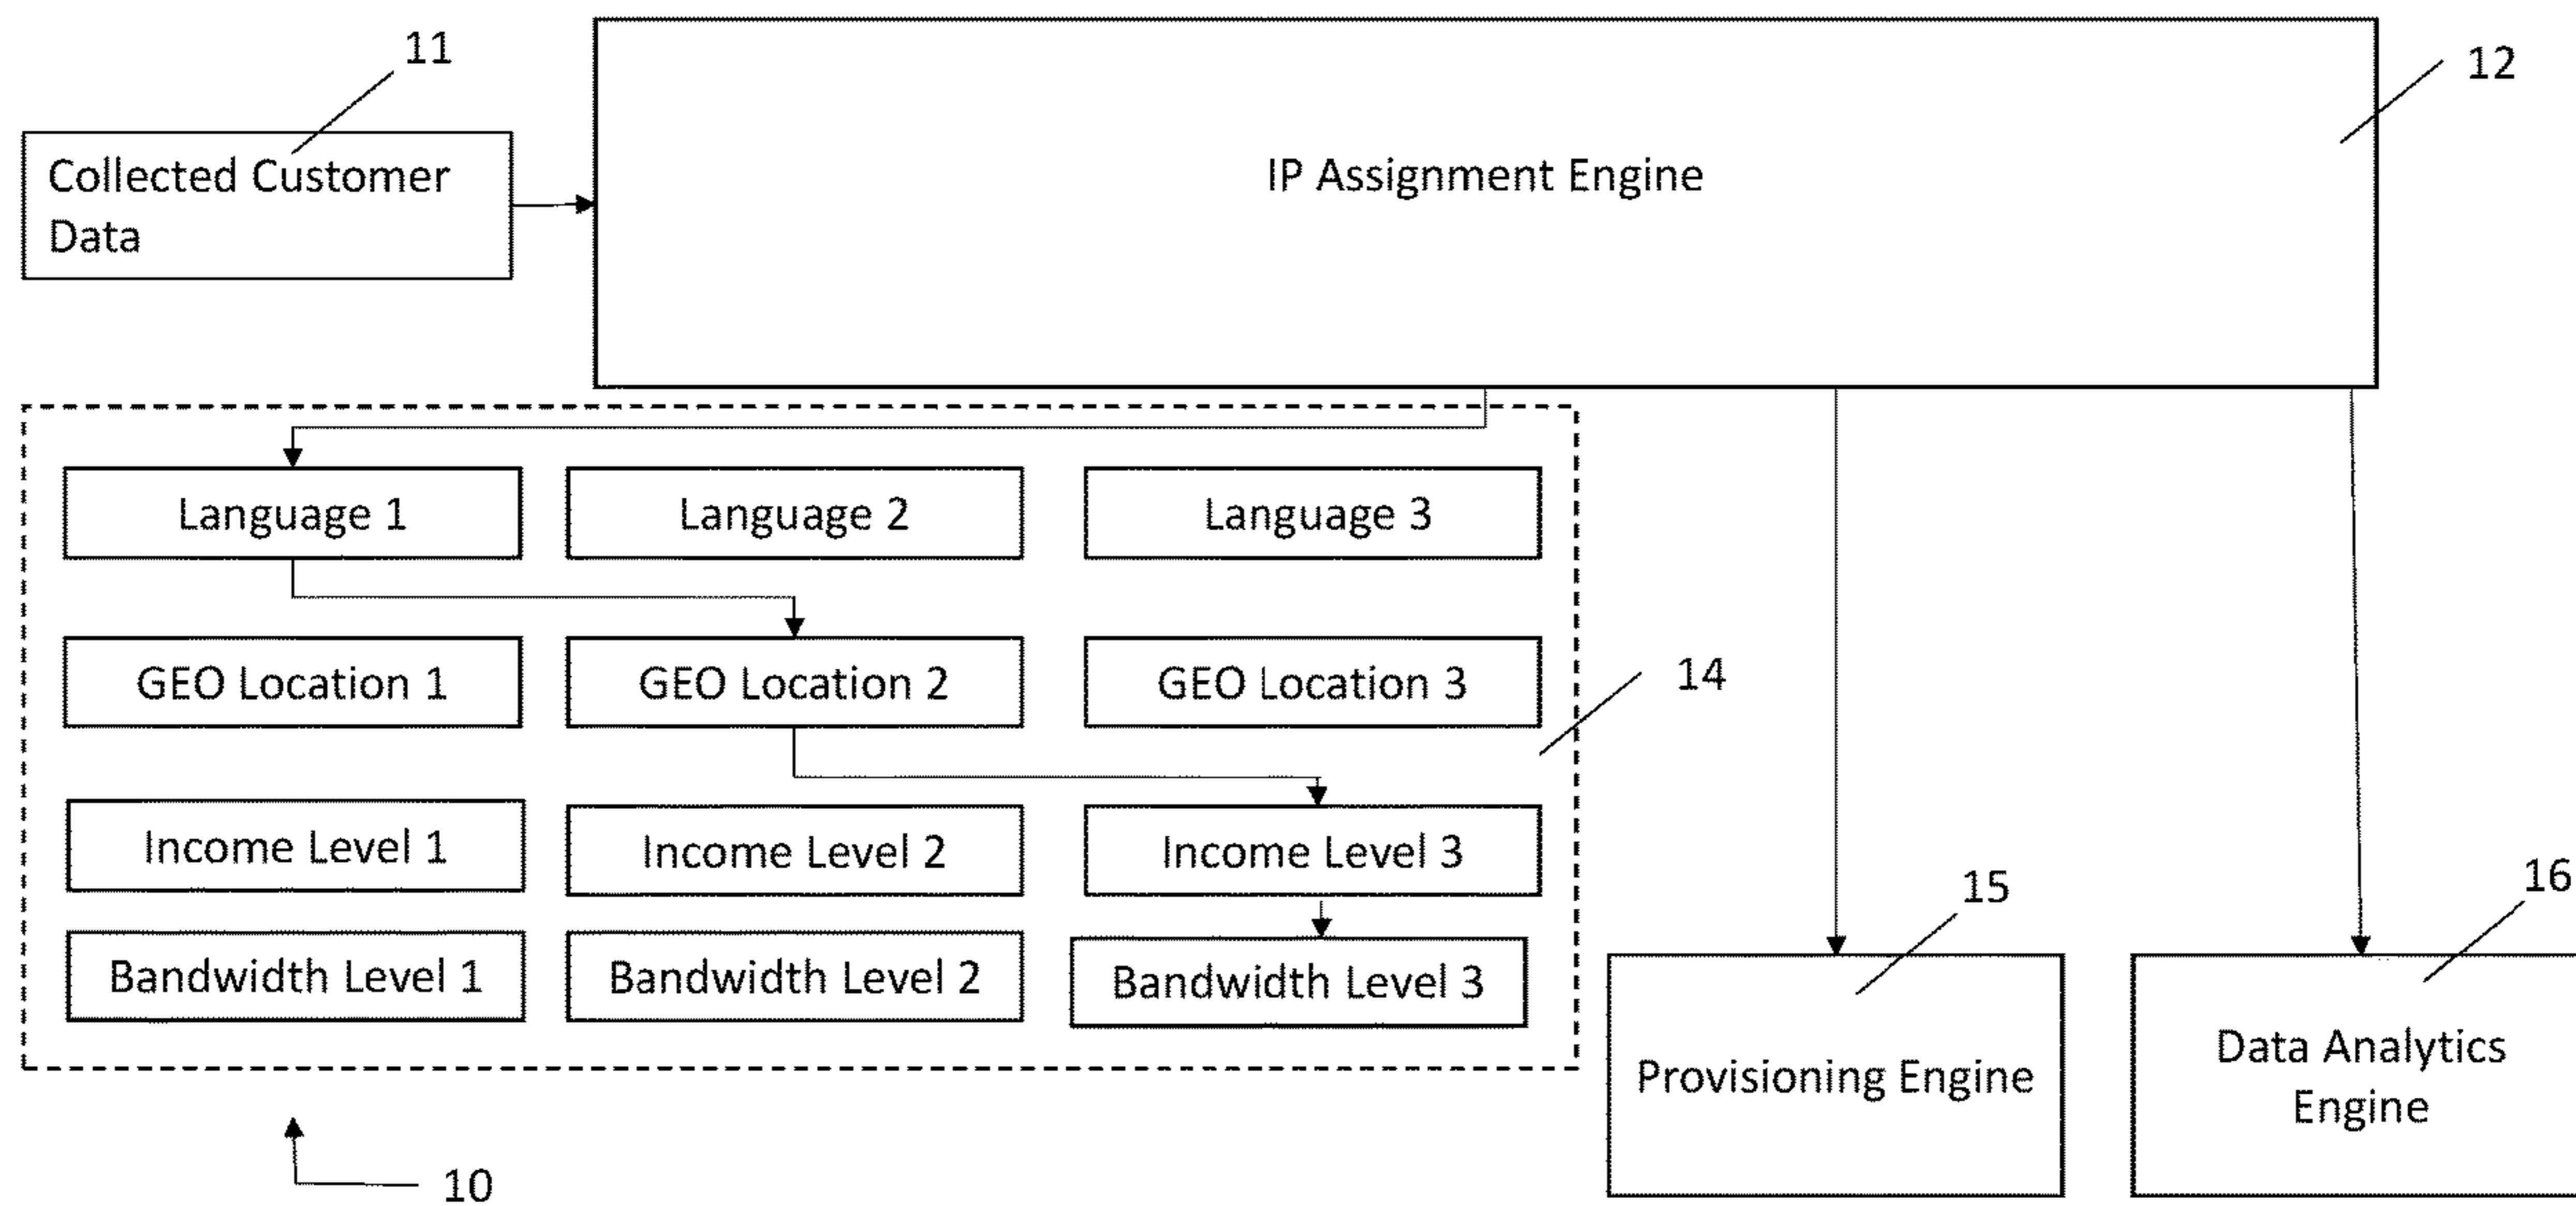 11
12
Collected Customer
Data
IP Assignment Engine
Language 1
Language 2
Language 3
GEO Location 1
GEO Location 2
GEO Location 3
14
Income Level 1
Income Level 2
Income Level 3
15
16
Bandwidth Level 1
Bandwidth Level 2
Bandwidth Level 3
Provisioning Engine
Data Analytics
Engine
10